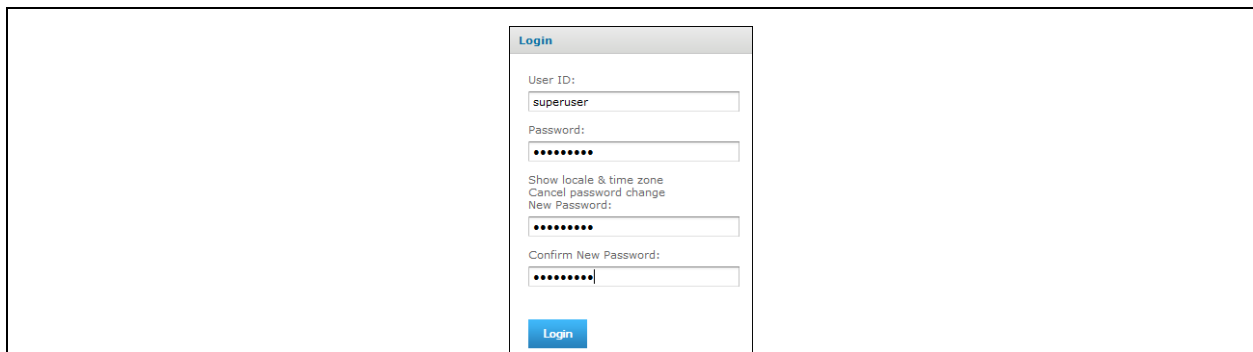 Login
User ID:
superuser
Password:
•••••••••
Show locale & time zone
Cancel password change
New Password:
•••••••••
Confirm New Password:
•••••••••
Login